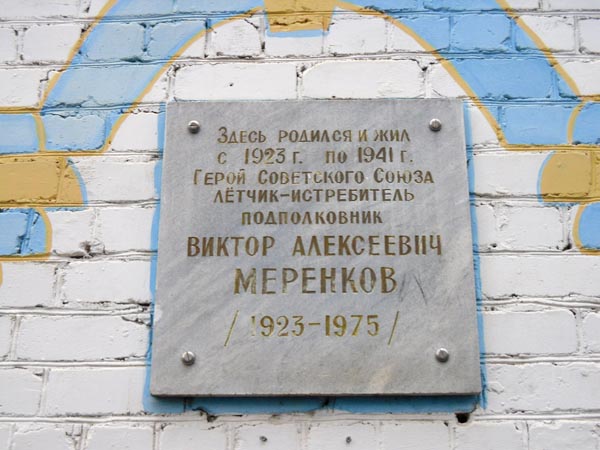 Здесь родился и жил
с 1923 г. по 1941 г.
Герой Советского Союза
лётчик-истребитель
подполковник
Виктор Алексеевич
Меренков
/1923-1975/